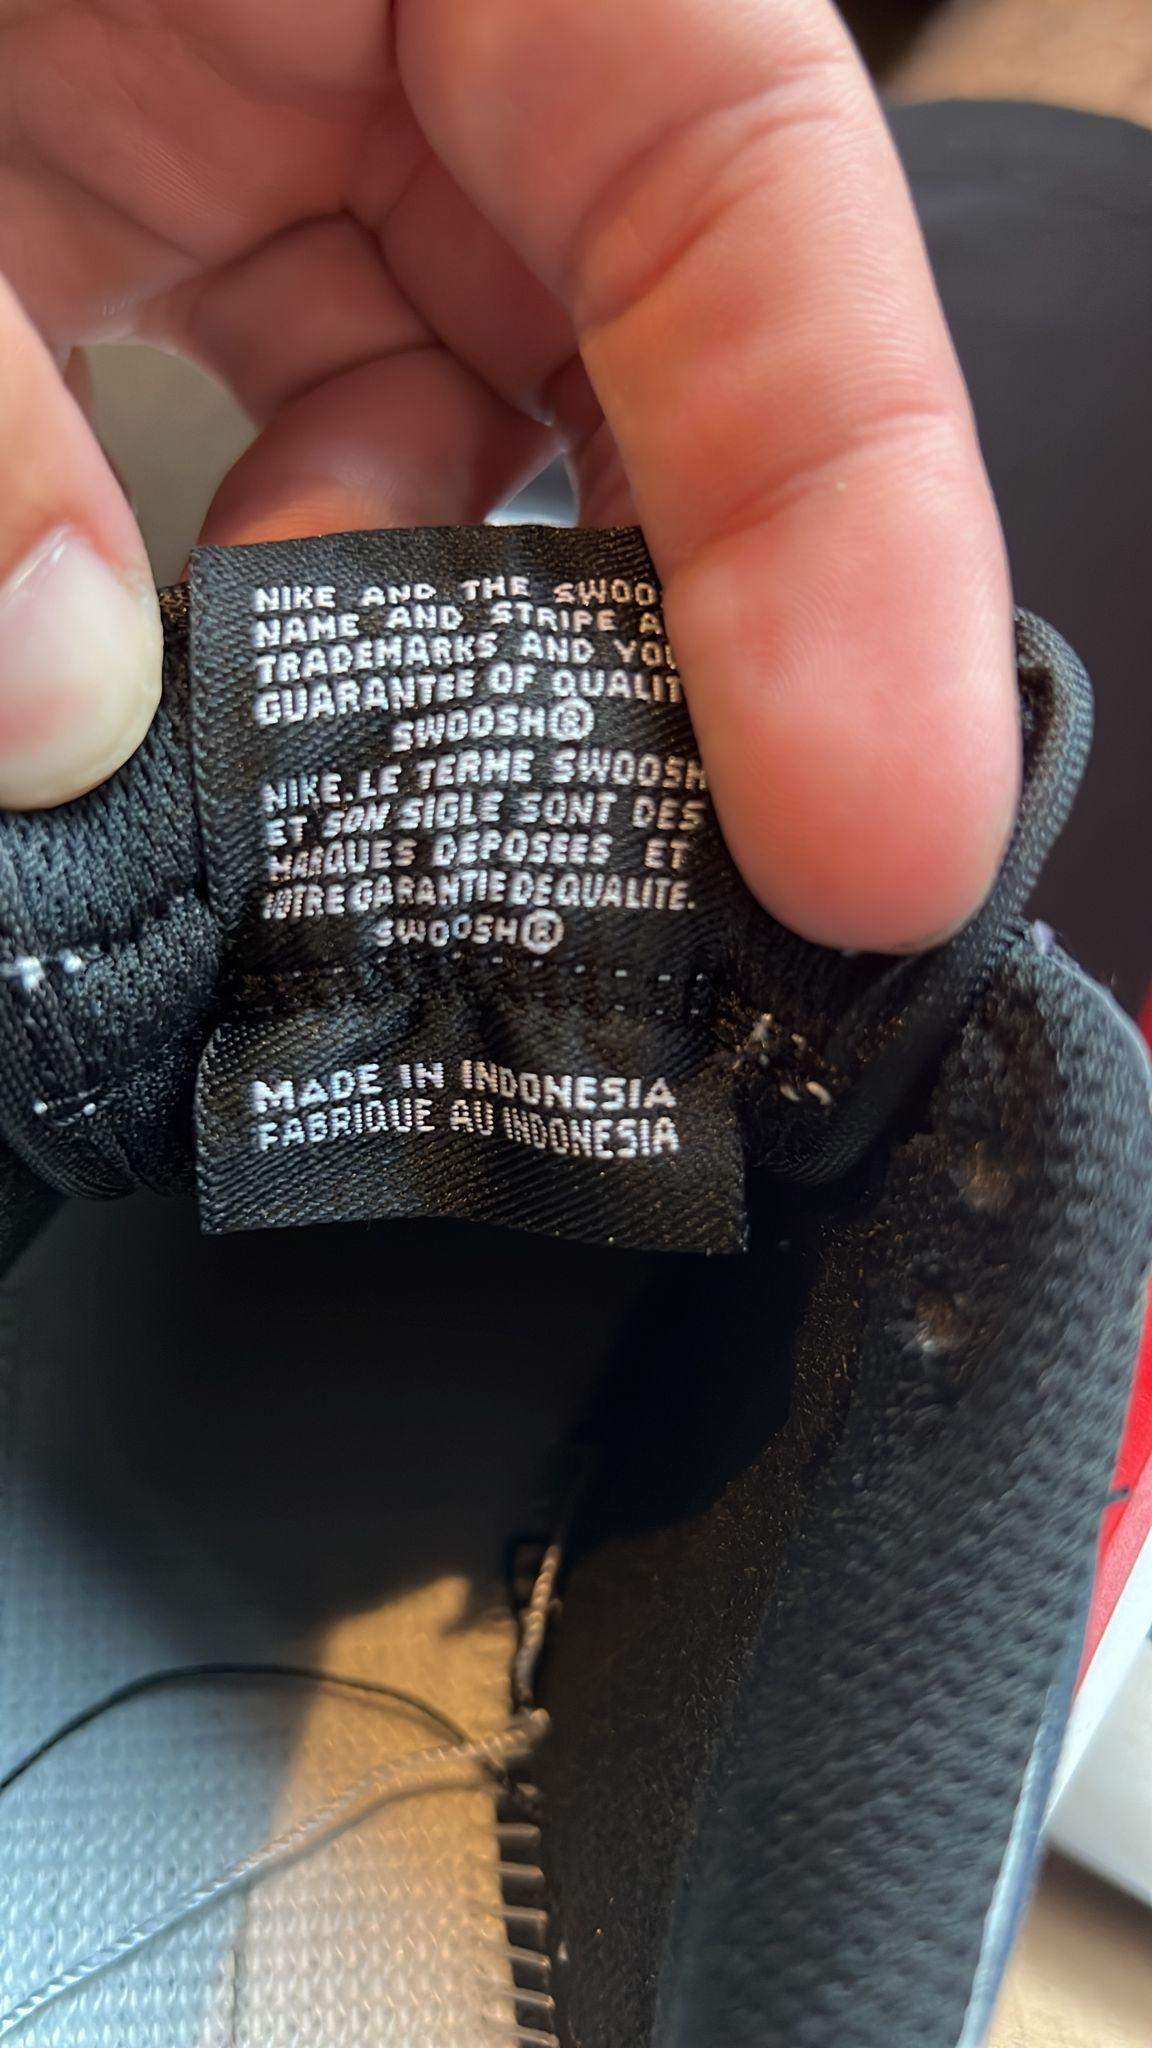 NIKE AND THE SWOO
NAME AND STRIPE A
TRADEMARKS AND YOU
GUARANTEE OF QUALIT
SWOOSH®
NIKE. LE TERME SWOOSH
ET SON SIGLE SONT DES
MARQUES DEPOSEES ET
VOTRE GARANTIE DE QUALITE.
SWOOSH®
MADE IN INDONESIA
FABRIQUE AU INDONESIA